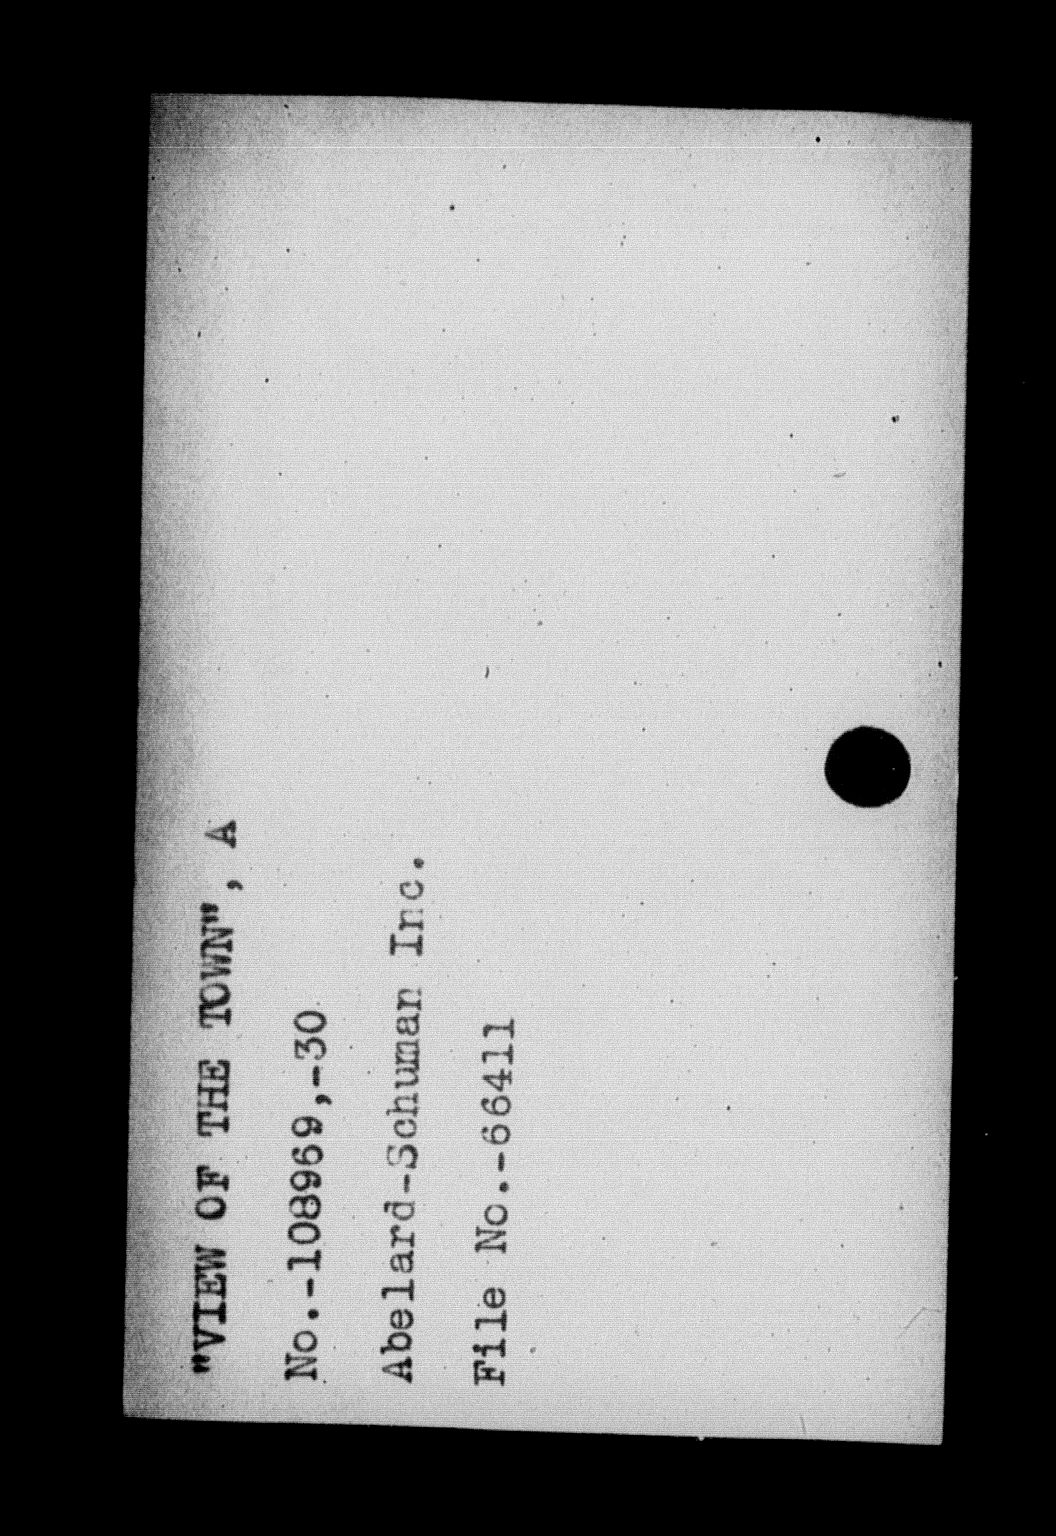 "VIEW OF THE TOWN", A
No.-108969,-30
Abelard-Schuman Inc.
File No.-66411